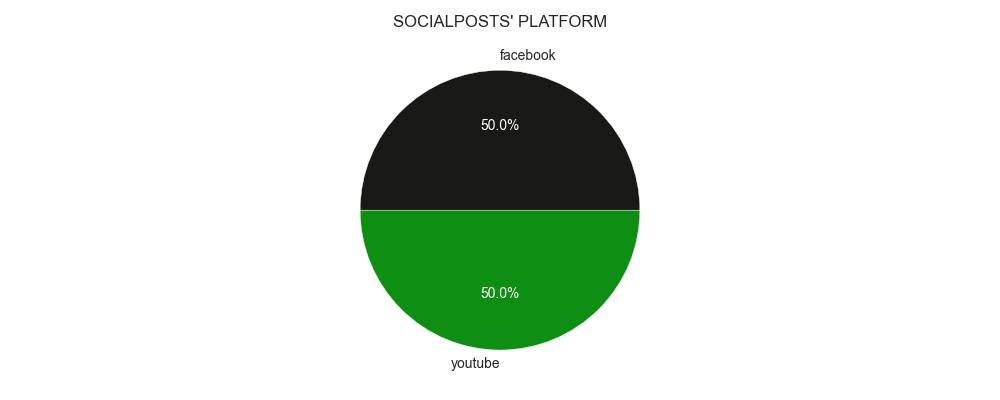 SOCIALPOSTS' PLATFORM
facebook
50.0%
50.0%
youtube